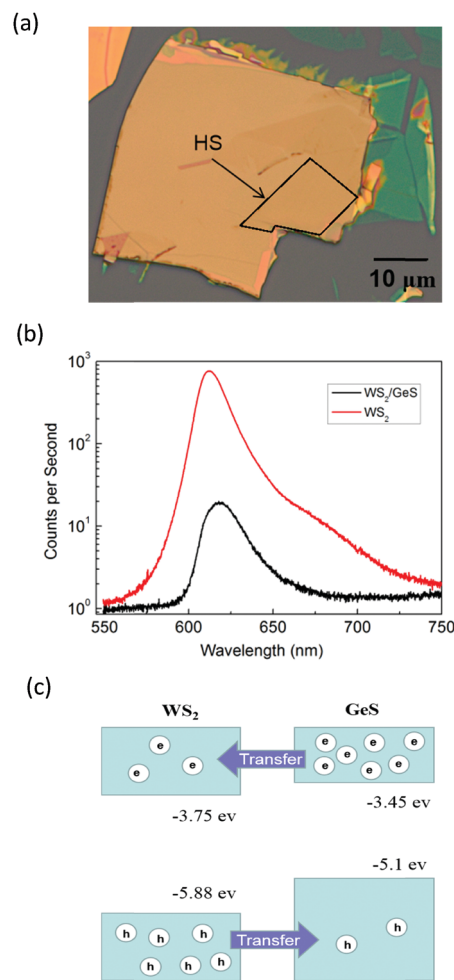 (a)
HS
10 μm
(b)
Counts per Second
10³
10²
10¹
10⁰
WS₂/GeS
WS₂
550 600 650 700 750
Wavelength (nm)
(c)
WS₂ GeS
e e e e e e e e e e
Transfer
-3.75 ev -3.45 ev
-5.88 ev -5.1 ev
h h h h h h h h
Transfer